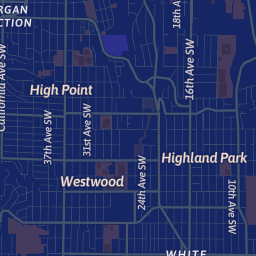 RGAN
CTION
18th A
16th Ave SW
High Point
California Ave SW
31st Ave SW
37th Ave SW
Highland Park
Westwood
24th Ave SW
10th Ave SW
WHITE